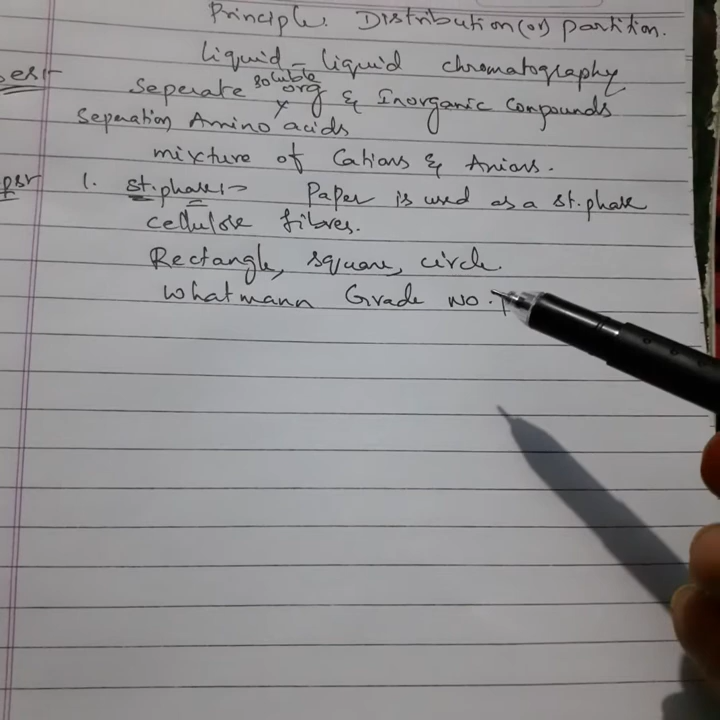 Principle. Distribution (or) partition.
Liquid - liquid chromatography
soluble
Seperate org & Inorganic Compounds
Seperation Amino acids
mixture of Cations & Anions.
1. st.phase:- Paper is used as a st.phase
cellulose fibres.
Rectangle, square, circle.
Whatmann Grade No.